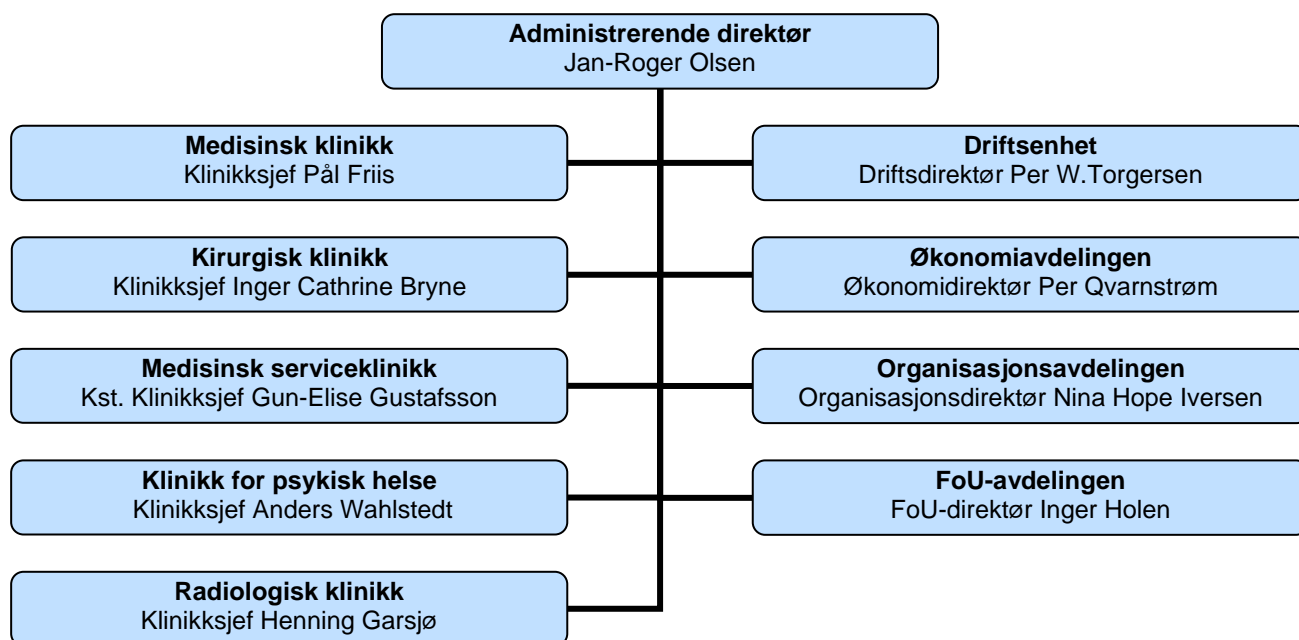 Administrerende direktør
Jan-Roger Olsen
Medisinsk klinikk
Klinikksjef Pål Friis
Driftsenhet
Driftsdirektør Per W.Torgersen
Kirurgisk klinikk
Klinikksjef Inger Cathrine Bryne
Økonomiavdelingen
Økonomidirektør Per Qvarnstrøm
Medisinsk serviceklinikk
Kst. Klinikksjef Gun-Elise Gustafsson
Organisasjonsavdelingen
Organisasjonsdirektør Nina Hope Iversen
Klinikk for psykisk helse
Klinikksjef Anders Wahlstedt
FoU-avdelingen
FoU-direktør Inger Holen
Radiologisk klinikk
Klinikksjef Henning Garsjø